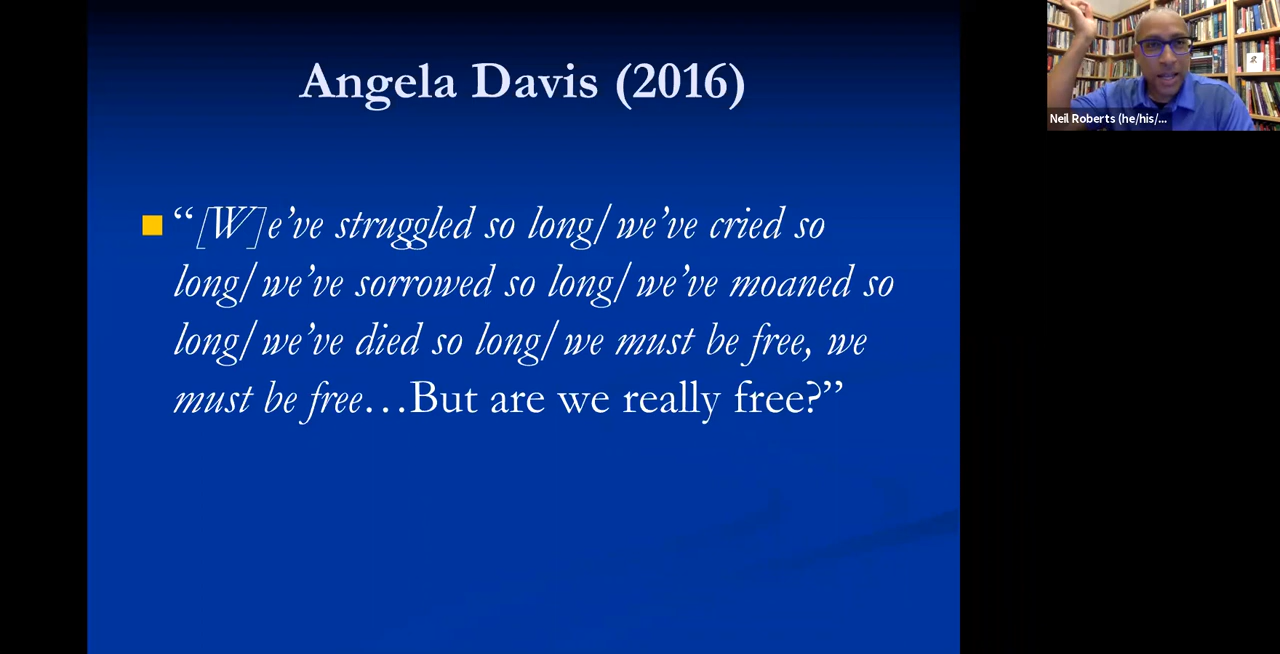 Angela Davis (2016)
“[W]e’ve struggled so long/ we’ve cried so
long/ we’ve sorrowed so long/ we’ve moaned so
long/ we’ve died so long/ we must be free, we
must be free…But are we really free?”
Neil Roberts (he/his/...